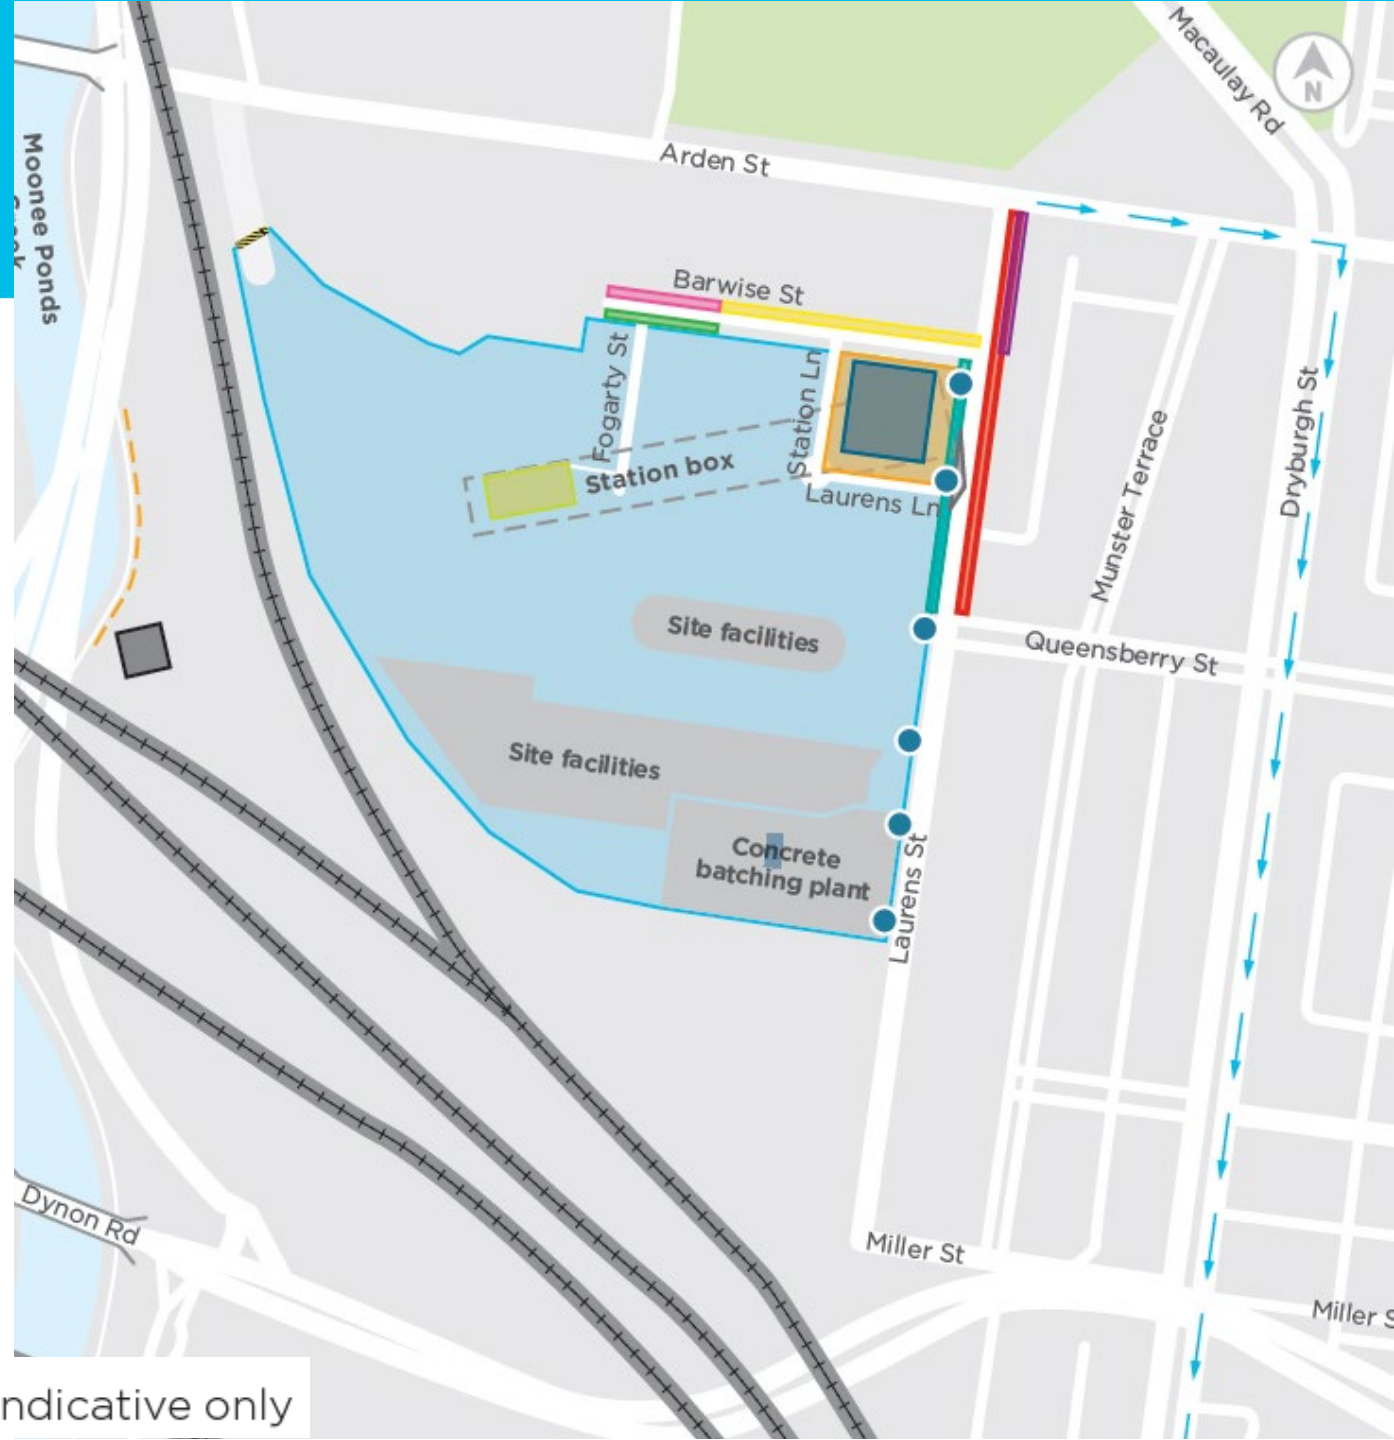 Macaulay Rd
N
Moonee Ponds
Creek
Arden St
Barwise St
Fogarty St
Station Ln
Station box
Laurens Ln
Munster Terrace
Dryburgh St
Site facilities
Queensberry St
Site facilities
Concrete
batching plant
Laurens St
Dynon Rd
Miller St
Miller S
ndicative only